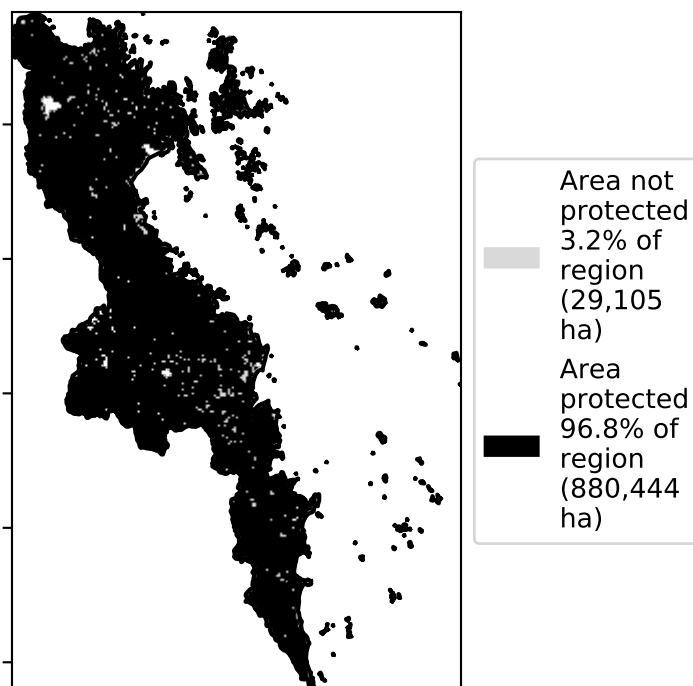 Area not
protected
3.2% of
region
(29,105
ha)
Area
protected
96.8% of
region
(880,444
ha)